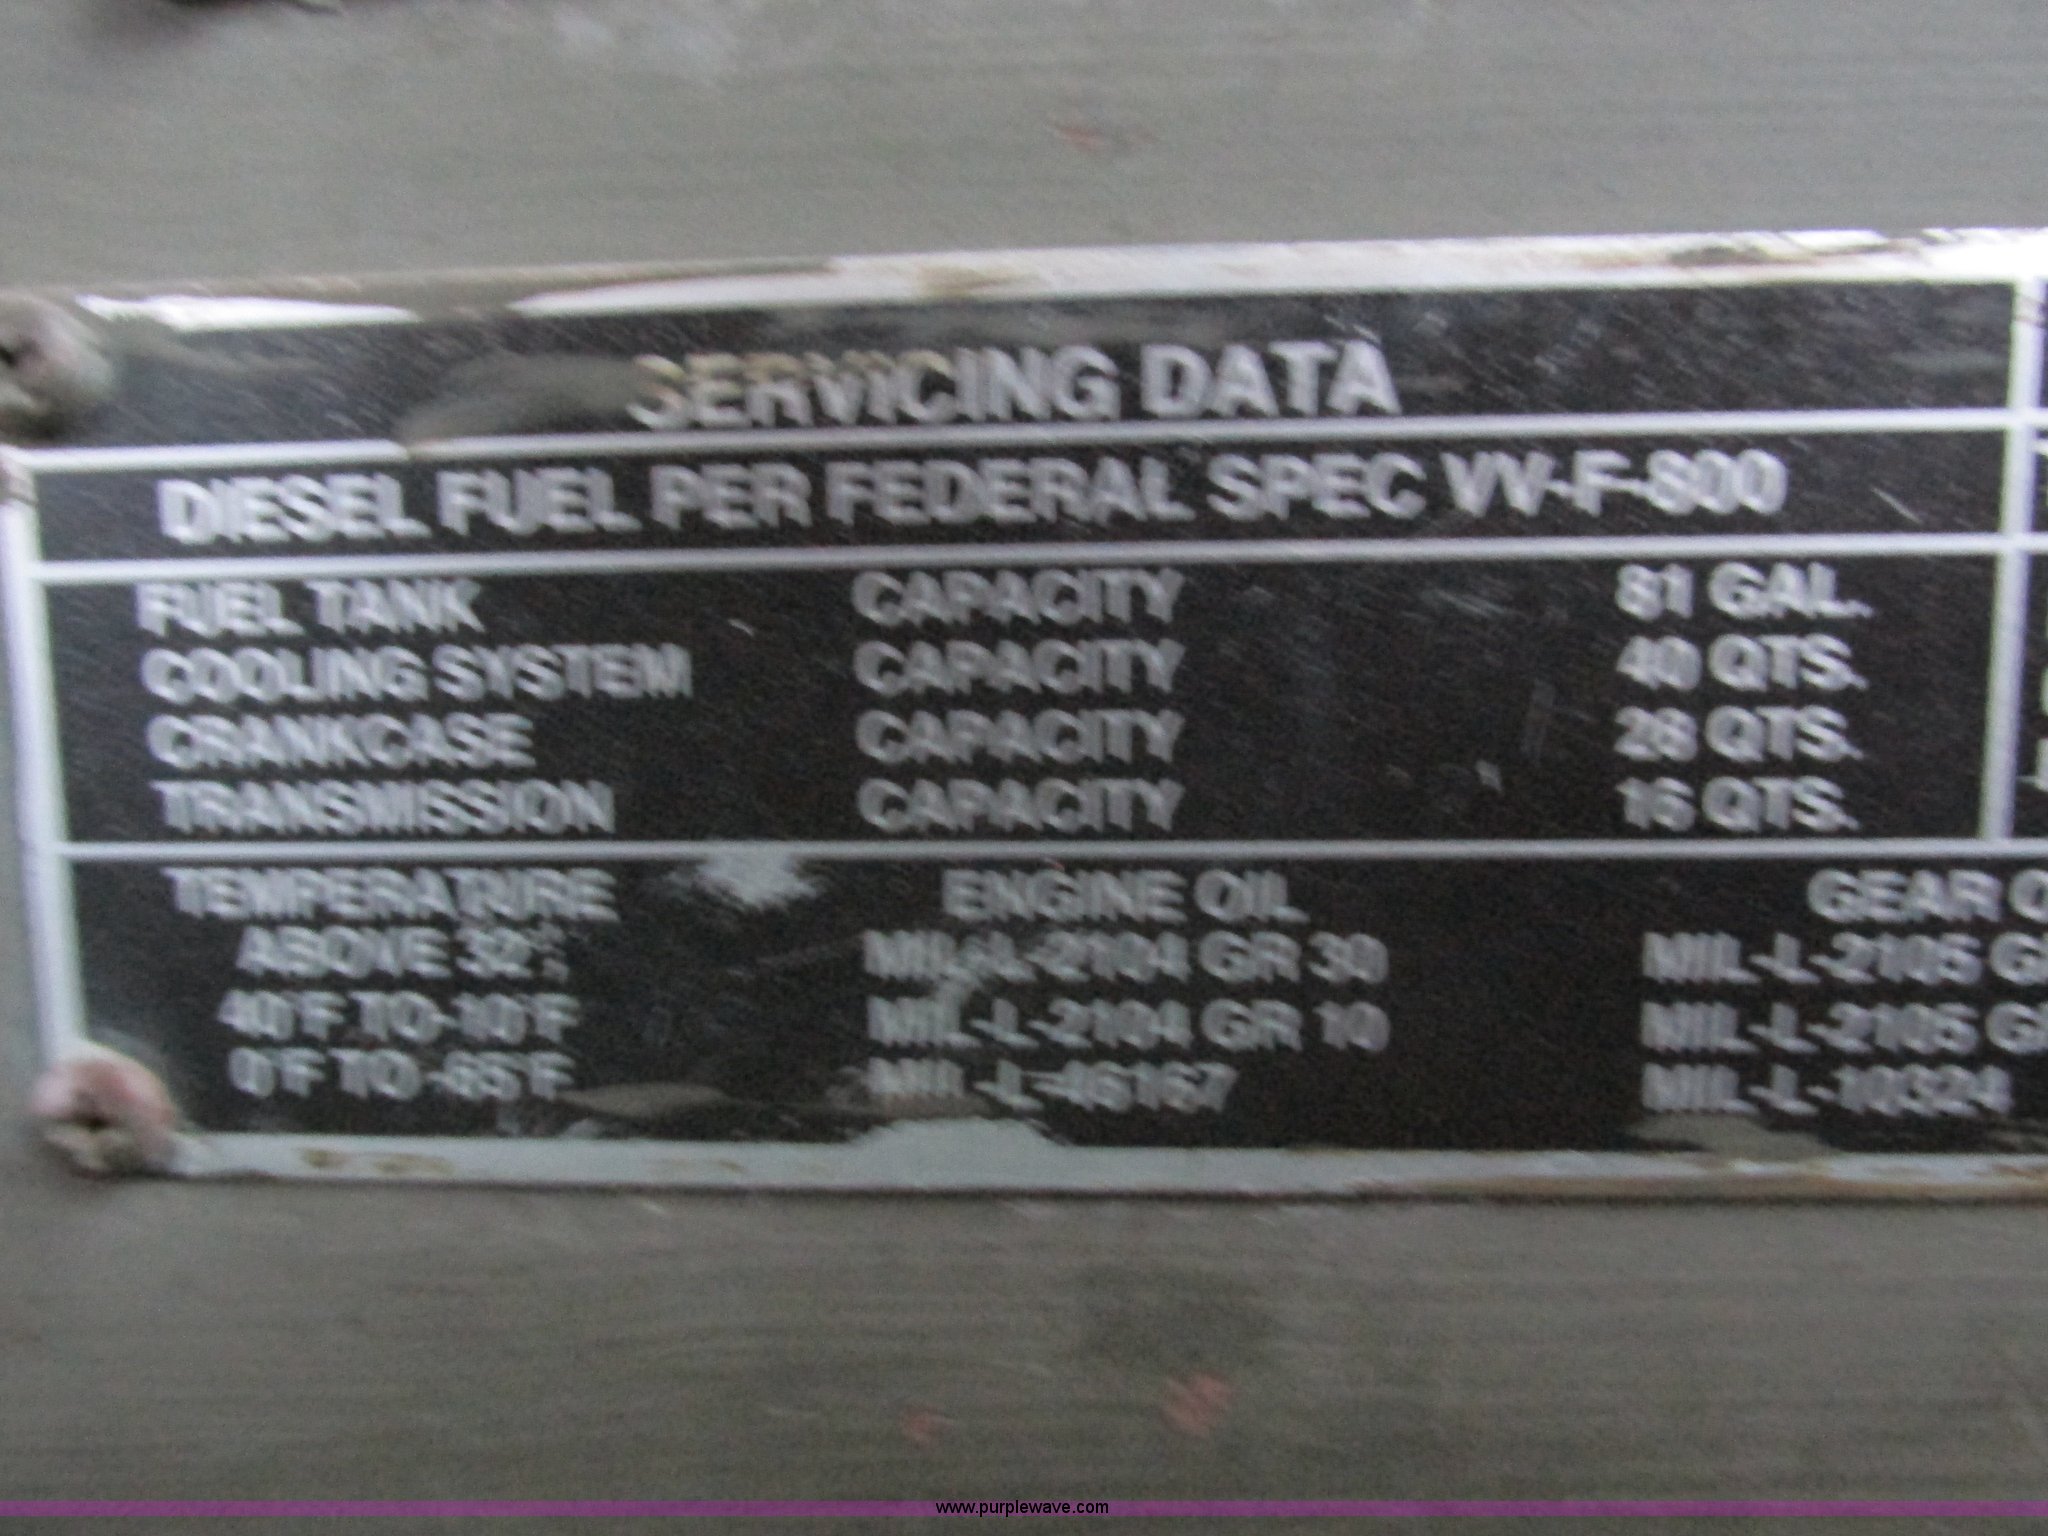 SERVICING DATA
DIESEL FUEL PER FEDERAL SPEC VV-F-800
FUEL TANK CAPACITY 81 GAL.
COOLING SYSTEM CAPACITY 40 QTS.
CRANKCASE CAPACITY 28 QTS.
TRANSMISSION CAPACITY 16 QTS.
TEMPERATURE ENGINE OIL GEAR
ABOVE 32° MIL-L-2104 GR 30 MIL-L-2105
40°F TO-10°F MIL-L-2104 GR 10 MIL-L-2105
0°F TO-65°F MIL-L-46167 MIL-L-10324
www.purplewave.com